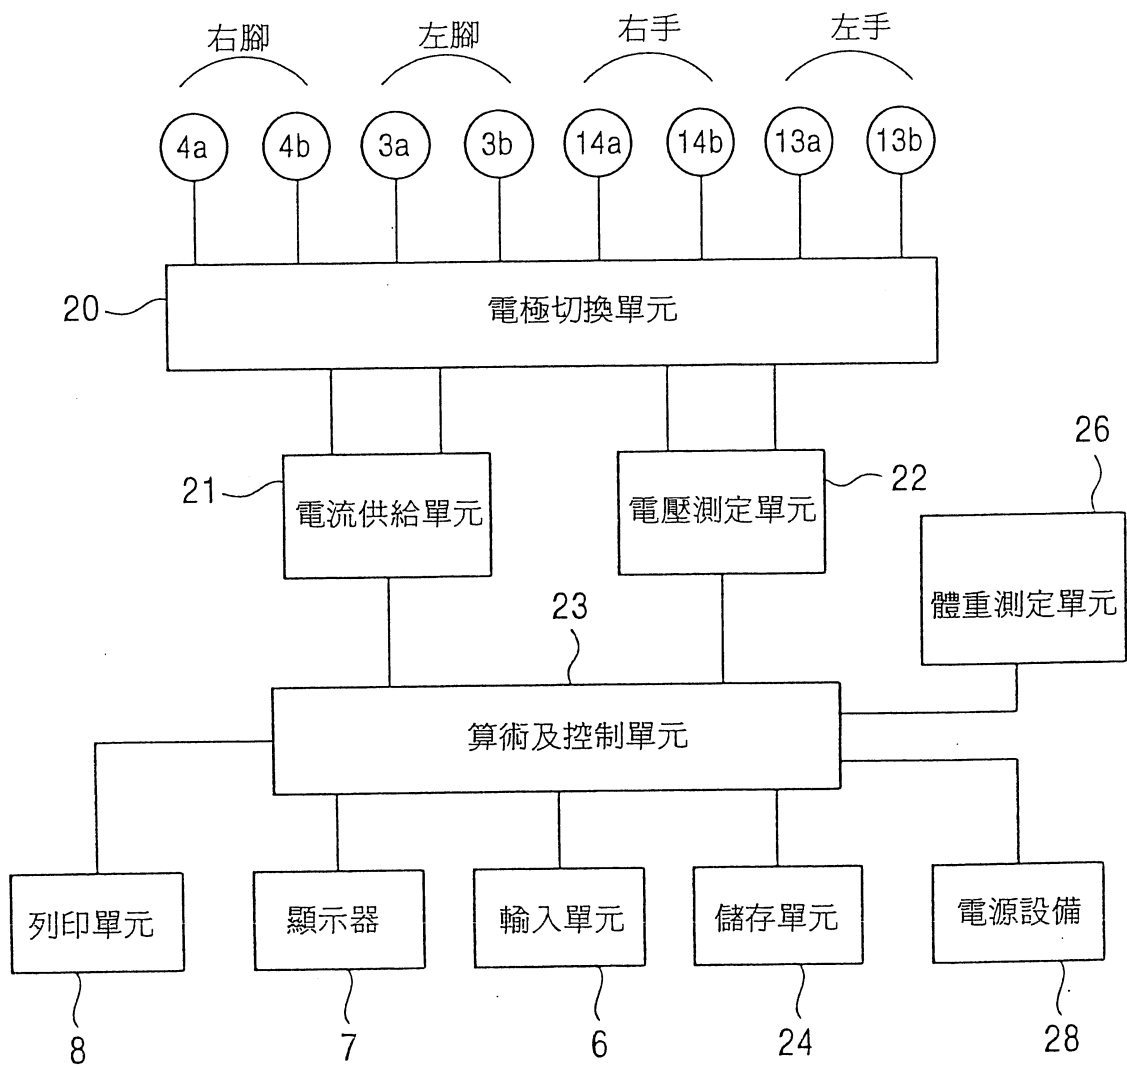 右腳 左腳 右手 左手
4a 4b 3a 3b 14a 14b 13a 13b
20 電極切換單元
26
21 電流供給單元 電壓測定單元 22
體重測定單元
23
算術及控制單元
列印單元 顯示器 輸入單元 儲存單元 電源設備
8 7 6 24 28